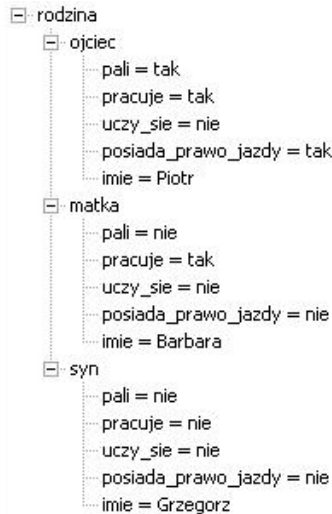 rodzina
ojciec
pali = tak
pracuje = tak
uczy_sie = nie
posiada_prawo_jazdy = tak
imie = Piotr
matka
pali = nie
pracuje = tak
uczy_sie = nie
posiada_prawo_jazdy = nie
imie = Barbara
syn
pali = nie
pracuje = nie
uczy_sie = nie
posiada_prawo_jazdy = nie
imie = Grzegorz